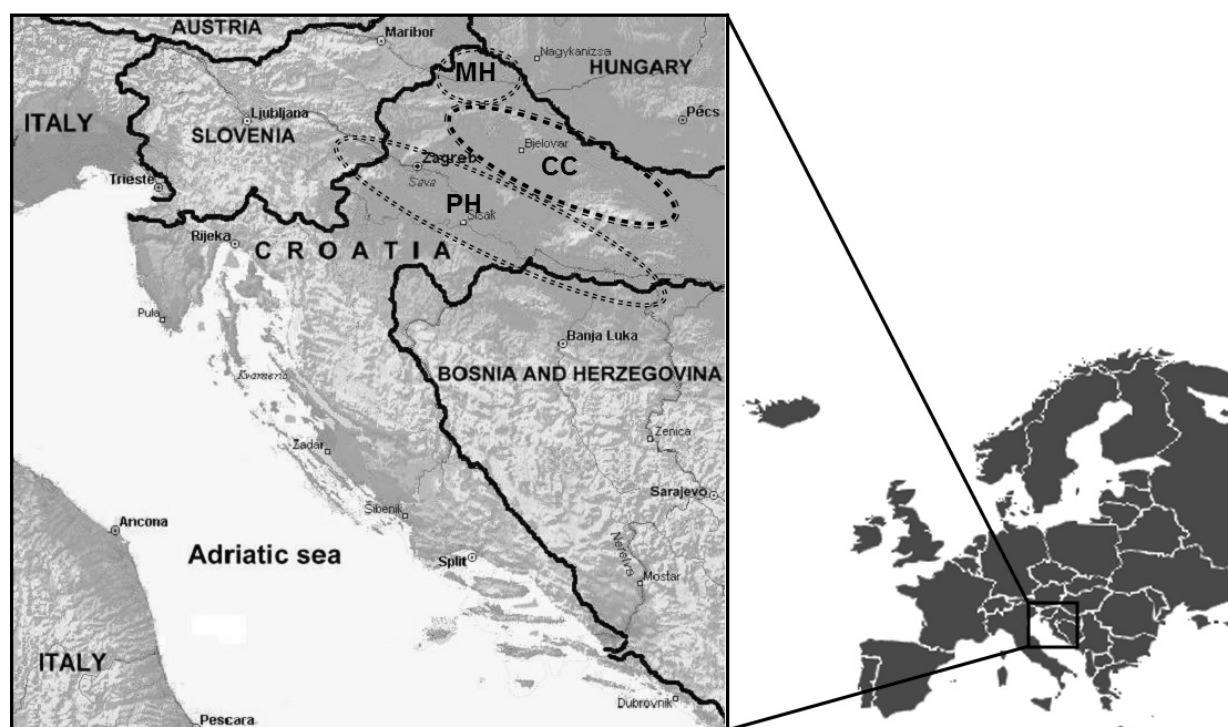 AUSTRIA
Maribor
Nagykanizsa
MH
HUNGARY
Ljubljana
Pécs
ITALY
SLOVENIA
Bjelovar
CC
Zagreb
Trieste
Sava
PH
Sisak
Rijeka
CROATIA
Pula
Banja Luka
BOSNIA AND HERZEGOVINA
Kvarneric
Zadar
Zenica
Sarajevo
Šibenik
Ancona
Adriatic sea
Split
Neretva
Mostar
ITALY
Dubrovnik
Pescara